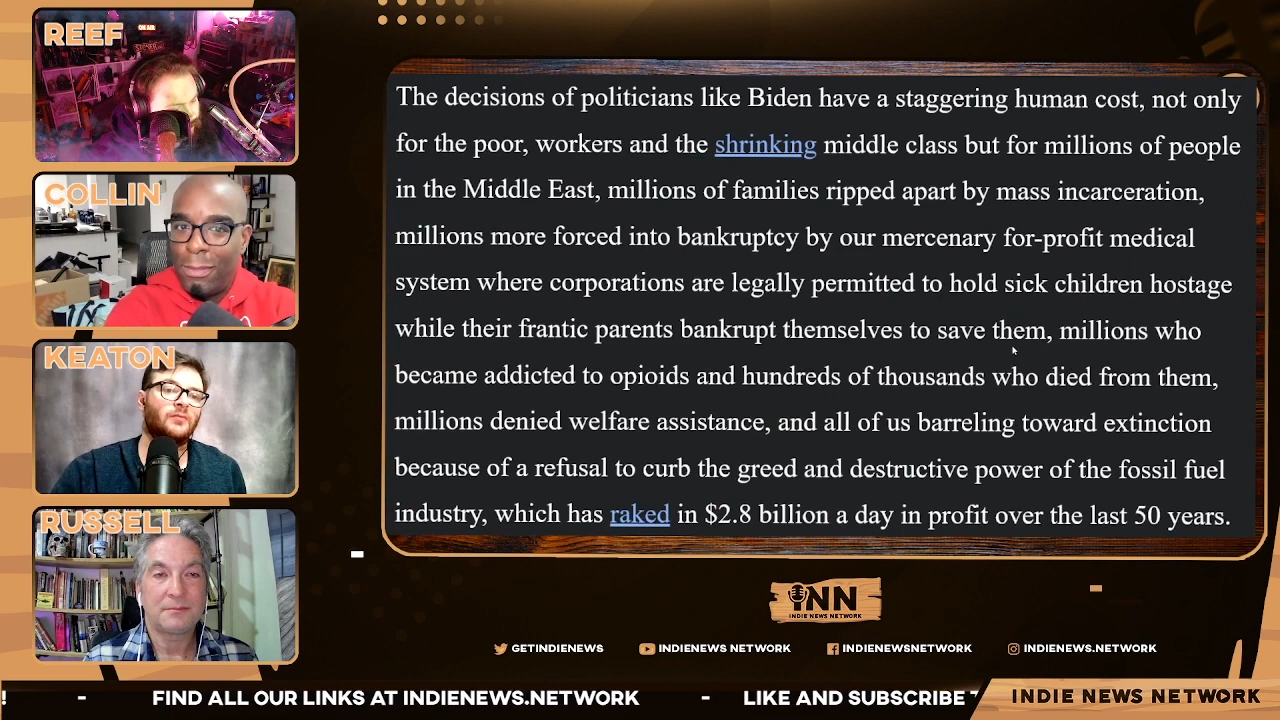 REEF
ON AIR
COLLIN
KEATON
RUSSELL
The decisions of politicians like Biden have a staggering human cost, not only
for the poor, workers and the shrinking middle class but for millions of people
in the Middle East, millions of families ripped apart by mass incarceration,
millions more forced into bankruptcy by our mercenary for-profit medical
system where corporations are legally permitted to hold sick children hostage
while their frantic parents bankrupt themselves to save them, millions who
became addicted to opioids and hundreds of thousands who died from them,
millions denied welfare assistance, and all of us barreling toward extinction
because of a refusal to curb the greed and destructive power of the fossil fuel
industry, which has raked in $2.8 billion a day in profit over the last 50 years.
INN
INDIE NEWS NETWORK
GETINDIENEWS
INDIENEWS NETWORK
INDIENEWSNETWORK
INDIENEWS.NETWORK
! - FIND ALL OUR LINKS AT INDIENEWS.NETWORK - LIKE AND SUBSCRIBE
INDIE NEWS NETWORK